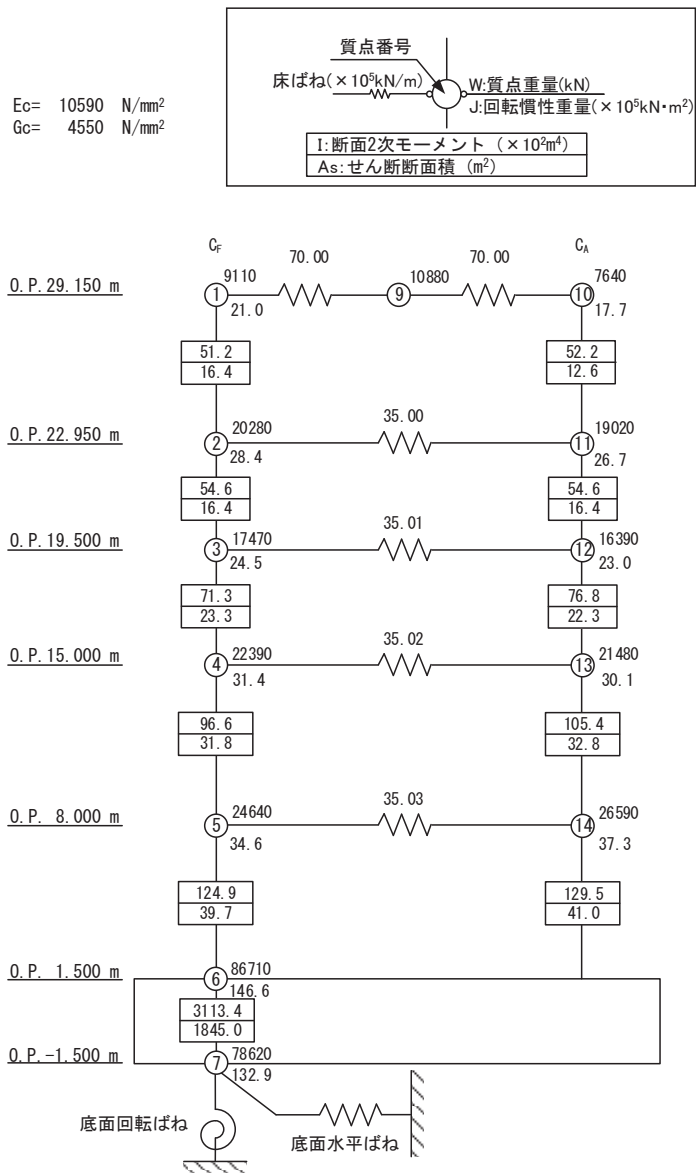 Ec= 10590 N/mm²
Gc= 4550 N/mm²
質点番号
床ばね(×10⁵kN/m)
W:質点重量(kN)
J:回転慣性重量(×10⁵kN・m²)
I:断面2次モーメント (×10²m⁴)
As:せん断断面積 (m²)
C_F C_A
O.P.29.150 m
① 9110 70.00 ⑨ 10880 70.00 ⑩ 7640
21.0 17.7
51.2 52.2
16.4 12.6
O.P.22.950 m
② 20280 35.00 ⑪ 19020
28.4 26.7
54.6 54.6
16.4 16.4
O.P.19.500 m
③ 17470 35.01 ⑫ 16390
24.5 23.0
71.3 76.8
23.3 22.3
O.P.15.000 m
④ 22390 35.02 ⑬ 21480
31.4 30.1
96.6 105.4
31.8 32.8
O.P. 8.000 m
⑤ 24640 35.03 ⑭ 26590
34.6 37.3
124.9 129.5
39.7 41.0
O.P. 1.500 m
⑥ 86710
146.6
3113.4
1845.0
O.P.-1.500 m
⑦ 78620
132.9
底面回転ばね
底面水平ばね